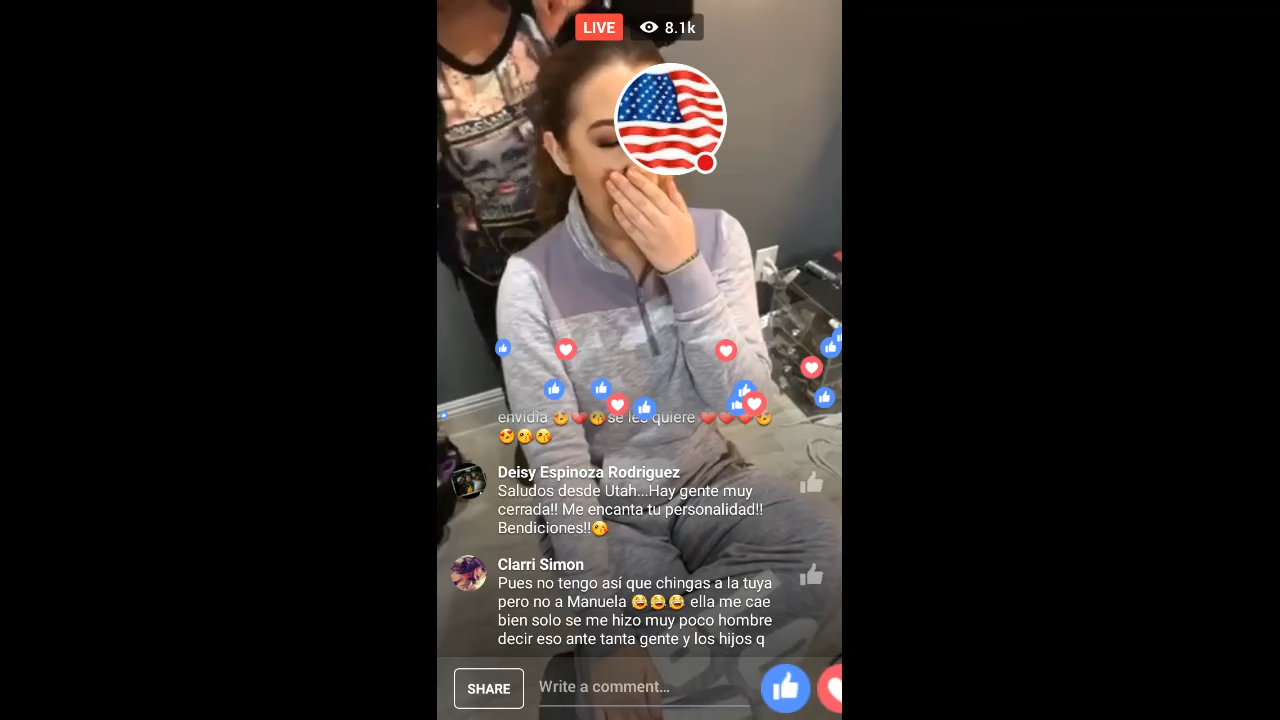 LIVE
8.1k
envidia 😍❤️😻 se les quiere ❤️❤️❤️😍
😍😘😘
Deisy Espinoza Rodriguez
Saludos desde Utah...Hay gente muy
cerrada!! Me encanta tu personalidad!!
Bendiciones!!😘
Clarri Simon
Pues no tengo así que chingas a la tuya
pero no a Manuela 😂😂😂 ella me cae
bien solo se me hizo muy poco hombre
decir eso ante tanta gente y los hijos q
SHARE
Write a comment...